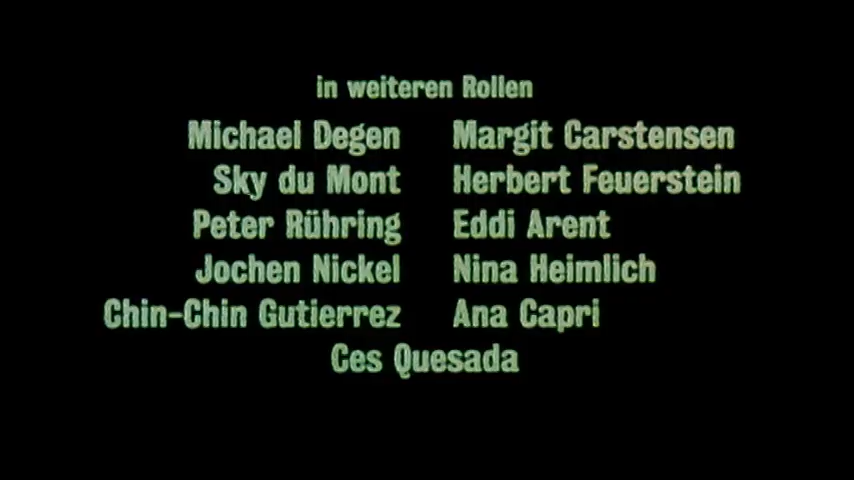 in weiteren Rollen
Michael Degen Margit Carstensen
Sky du Mont Herbert Feuerstein
Peter Rühring Eddi Arent
Jochen Nickel Nina Heimlich
Chin-Chin Gutierrez Ana Capri
Ces Quesada